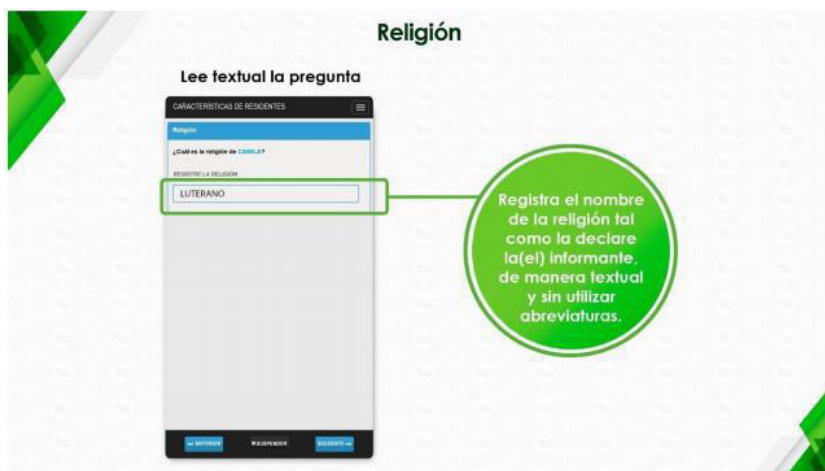 Religión
Lee textual la pregunta
CARACTERÍSTICAS DE RESIDENTES
Religión
¿Cuál es la religión de CAMILA?
REGISTRE LA RELIGIÓN
LUTERANO
Registra el nombre
de la religión tal
como la declare
la(el) informante,
de manera textual
y sin utilizar
abreviaturas.
ANTERIOR
SUSPENDER
SIGUIENTE